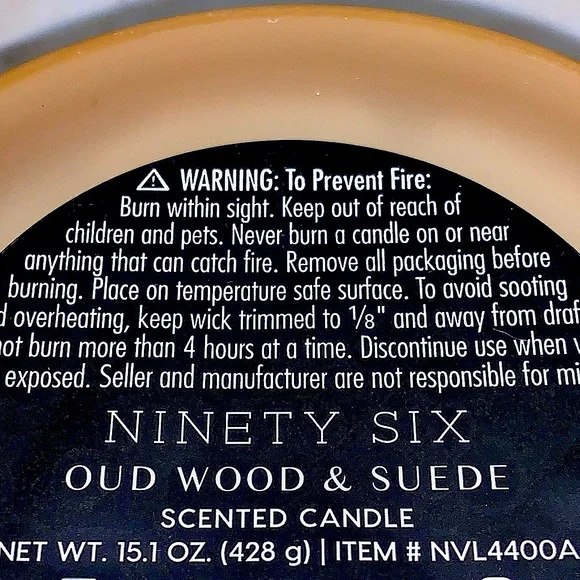 ⚠ WARNING: To Prevent Fire:
Burn within sight. Keep out of reach of
children and pets. Never burn a candle on or near
anything that can catch fire. Remove all packaging before
burning. Place on temperature safe surface. To avoid sooting
overheating, keep wick trimmed to 1/8" and away from
burn more than 4 hours at a time. Discontinue use when
exposed. Seller and manufacturer are not responsible for
NINETY SIX
OUD WOOD & SUEDE
SCENTED CANDLE
NET WT. 15.1 OZ. (428 g) | ITEM # NVL4400A